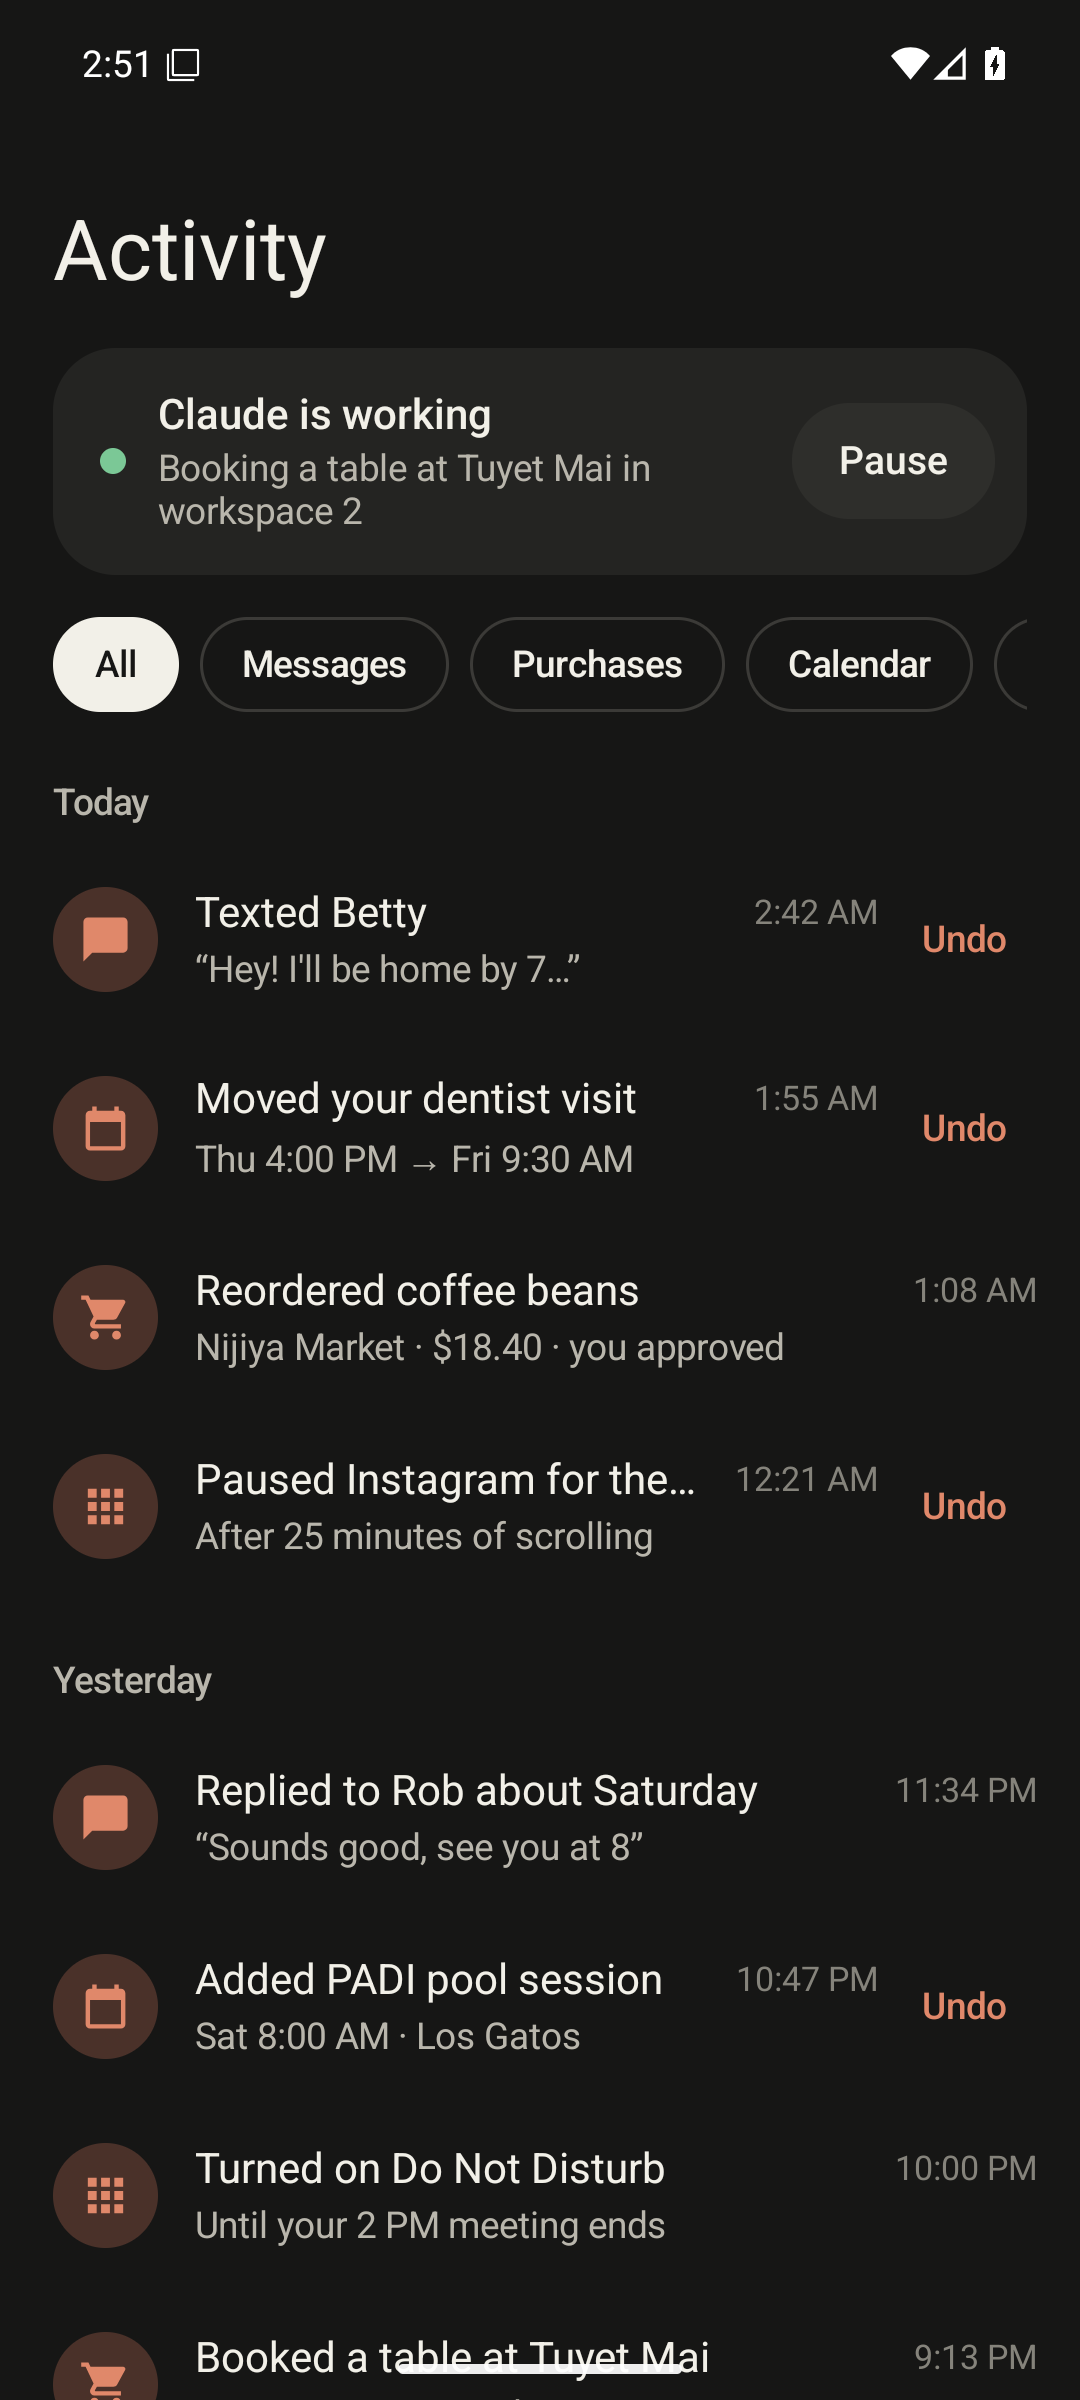 2:51
Activity
Claude is working
Booking a table at Tuyet Mai in
workspace 2
Pause
All
Messages
Purchases
Calendar
Today
Texted Betty
2:42 AM
“Hey! I'll be home by 7…”
Undo
Moved your dentist visit
1:55 AM
Thu 4:00 PM → Fri 9:30 AM
Undo
Reordered coffee beans
1:08 AM
Nijiya Market · $18.40 · you approved
Paused Instagram for the…
12:21 AM
After 25 minutes of scrolling
Undo
Yesterday
Replied to Rob about Saturday
11:34 PM
“Sounds good, see you at 8”
Added PADI pool session
10:47 PM
Sat 8:00 AM · Los Gatos
Undo
Turned on Do Not Disturb
10:00 PM
Until your 2 PM meeting ends
Booked a table at Tuyet Mai
9:13 PM